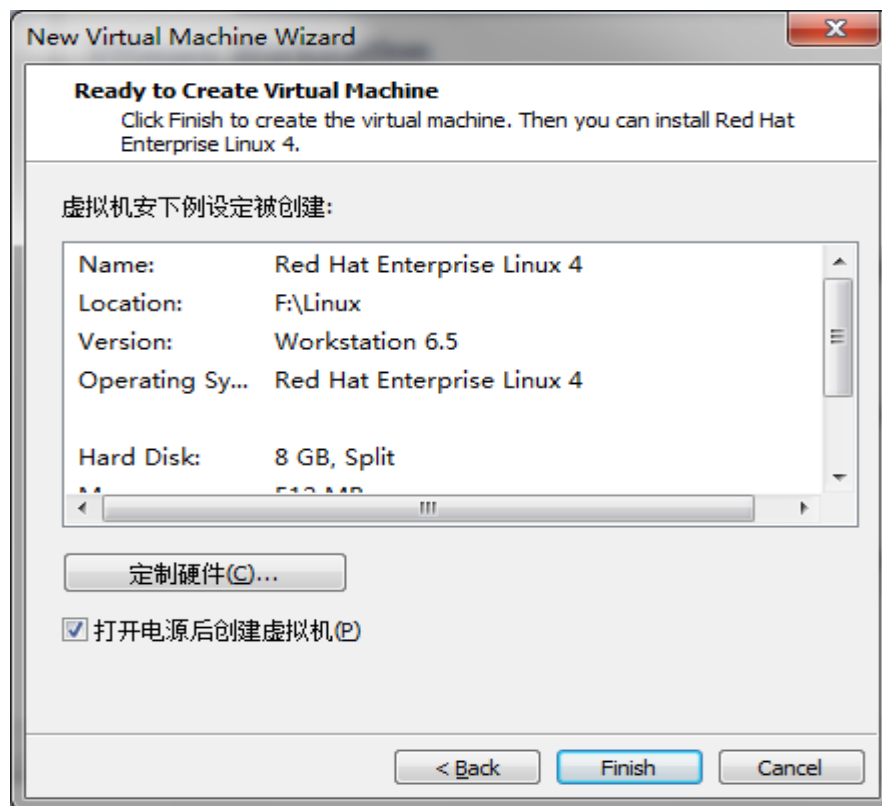 New Virtual Machine Wizard
Ready to Create Virtual Machine
Click Finish to create the virtual machine. Then you can install Red Hat
Enterprise Linux 4.
虚拟机安下例设定被创建:
Name: Red Hat Enterprise Linux 4
Location: F:\Linux
Version: Workstation 6.5
Operating Sy... Red Hat Enterprise Linux 4
Hard Disk: 8 GB, Split
512 MB
定制硬件(C)...
打开电源后创建虚拟机(P)
< Back Finish Cancel